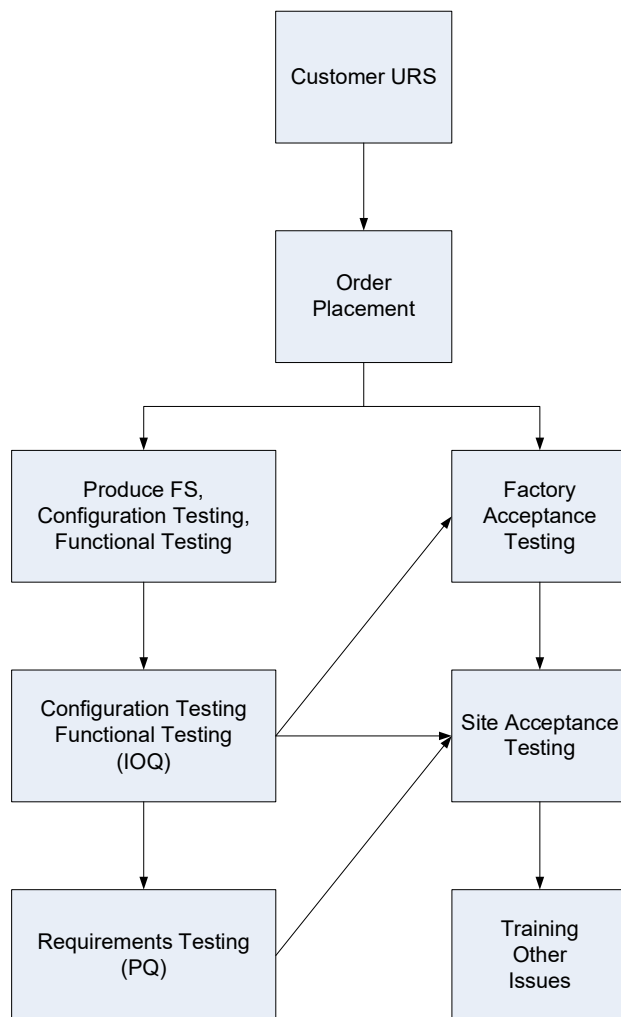 Customer URS
Order
Placement
Produce FS,
Configuration Testing,
Functional Testing
Factory
Acceptance
Testing
Configuration Testing
Functional Testing
(IOQ)
Site Acceptance
Testing
Requirements Testing
(PQ)
Training
Other
Issues